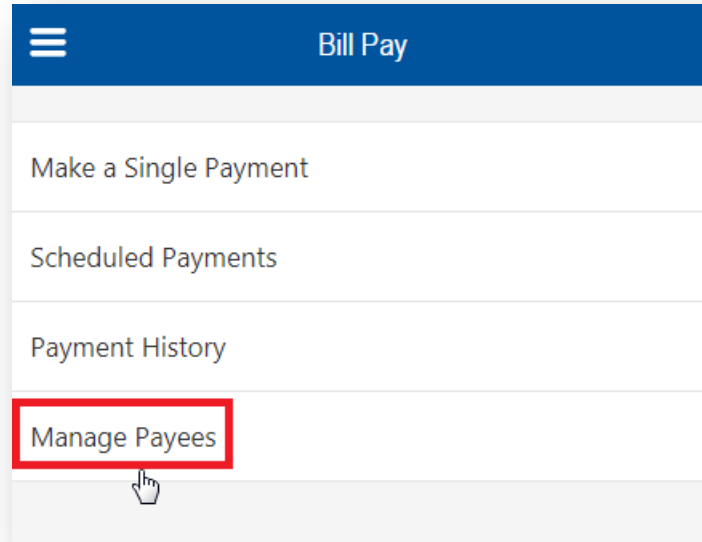 Bill Pay
Make a Single Payment
Scheduled Payments
Payment History
Manage Payees